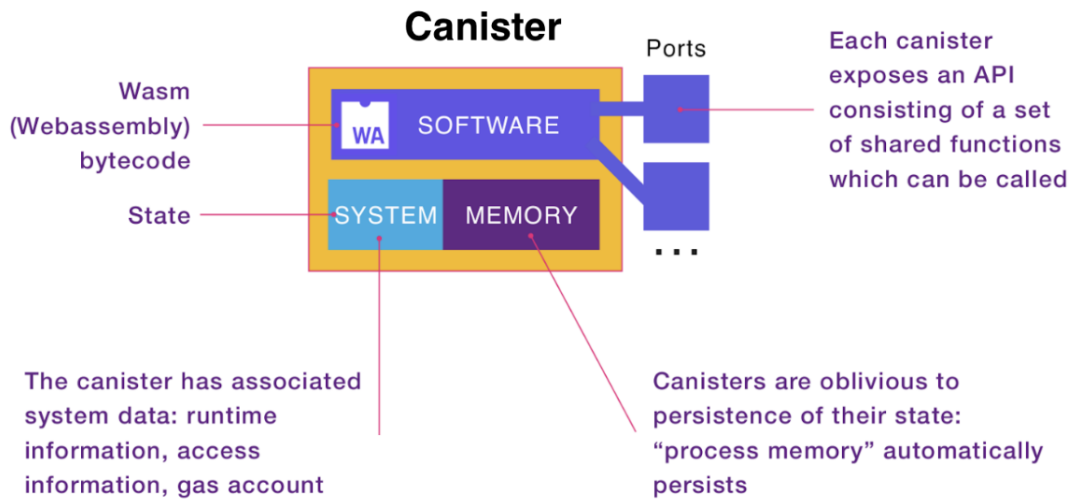 Canister
Ports
Wasm
(Webassembly)
bytecode
WA
SOFTWARE
Each canister
exposes an API
consisting of a set
of shared functions
which can be called
State
SYSTEM
MEMORY
...
The canister has associated
system data: runtime
information, access
information, gas account
Canisters are oblivious to
persistence of their state:
“process memory” automatically
persists